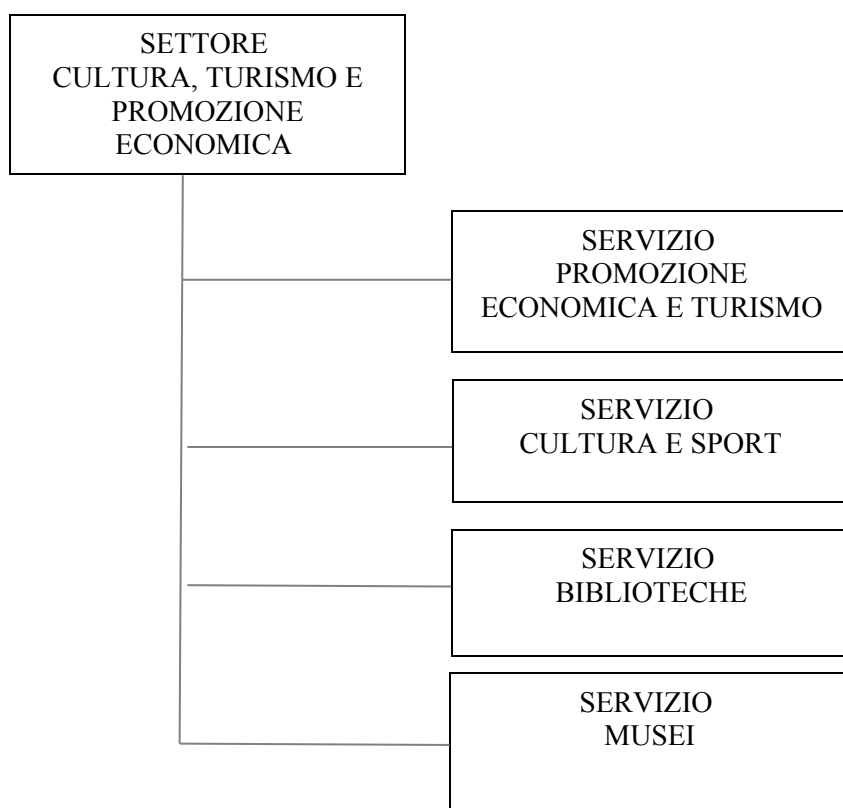 SETTORE
CULTURA, TURISMO E
PROMOZIONE
ECONOMICA
SERVIZIO
PROMOZIONE
ECONOMICA E TURISMO
SERVIZIO
CULTURA E SPORT
SERVIZIO
BIBLIOTECHE
SERVIZIO
MUSEI